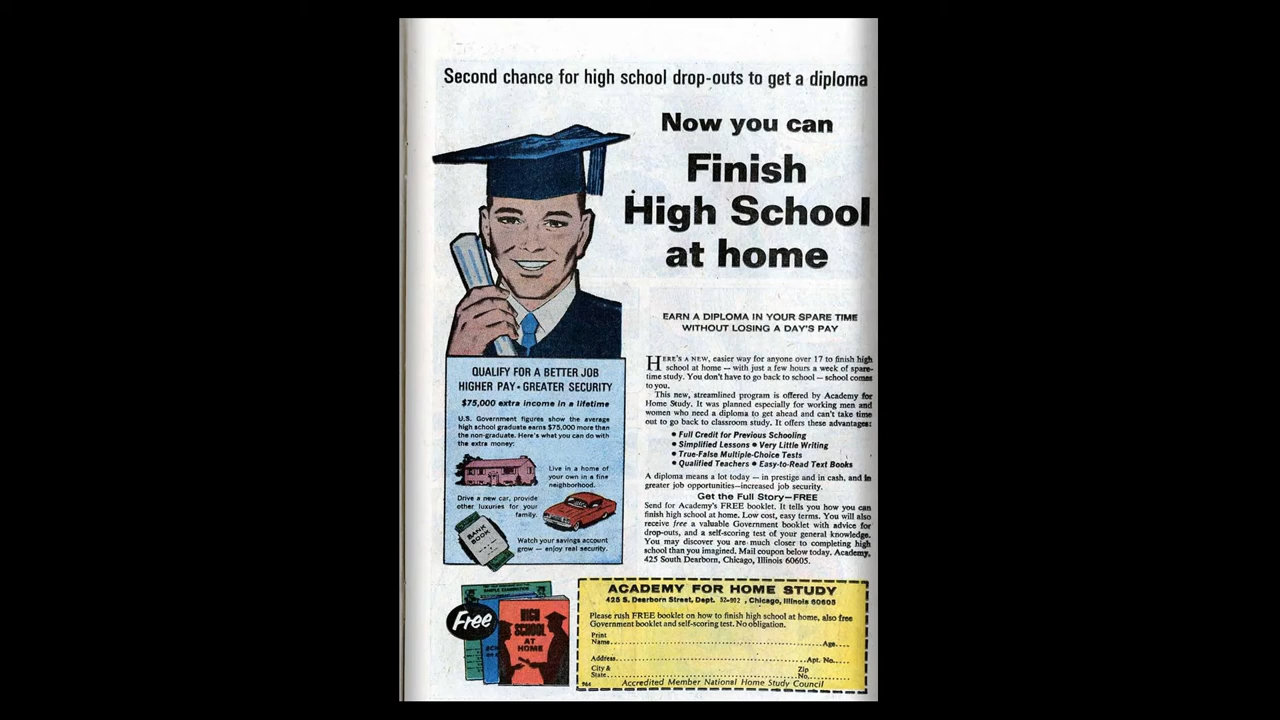 Second chance for high school drop-outs to get a diploma
Now you can
Finish
High School
at home
EARN A DIPLOMA IN YOUR SPARE TIME
WITHOUT LOSING A DAY'S PAY
HERE'S A NEW, easier way for anyone over 17 to finish high
school at home — with just a few hours a week of spare-
time study. You don't have to go back to school — school comes
to you.
This new, streamlined program is offered by Academy for
Home Study. It was planned especially for working men and
women who need a diploma to get ahead and can't take time
out to go back to classroom study. It offers these advantages:
• Full Credit for Previous Schooling
• Simplified Lessons • Very Little Writing
• True-False Multiple-Choice Tests
• Qualified Teachers • Easy-to-Read Text Books
A diploma means a lot today — in prestige and in cash, and in
greater job opportunities—increased job security.
Get the Full Story—FREE
Send for Academy's FREE booklet. It tells you how you can
finish high school at home. Low cost, easy terms. You will also
receive free a valuable Government booklet with advice for
drop-outs, and a self-scoring test of your general knowledge.
You may discover you are much closer to completing high
school than you imagined. Mail coupon below today. Academy,
425 South Dearborn, Chicago, Illinois 60605.
QUALIFY FOR A BETTER JOB
HIGHER PAY • GREATER SECURITY
$75,000 extra income in a lifetime
U.S. Government figures show the average
high school graduate earns $75,000 more than
the non-graduate. Here's what you can do with
the extra money:
Live in a home of
your own in a fine
neighborhood.
Drive a new car, provide
other luxuries for your
family.
BANK
BOOK
Watch your savings account
grow — enjoy real security.
Free
SAMPLE EXAMINATION
HIGH
SCHOOL
AT
HOME
ACADEMY FOR HOME STUDY
425 S. Dearborn Street, Dept. 52-902 , Chicago, Illinois 60605
Please rush FREE booklet on how to finish high school at home, also free
Government booklet and self-scoring test. No obligation.
Print
Name Age
Address Apt. No.
City & Zip
State No.
964 Accredited Member National Home Study Council